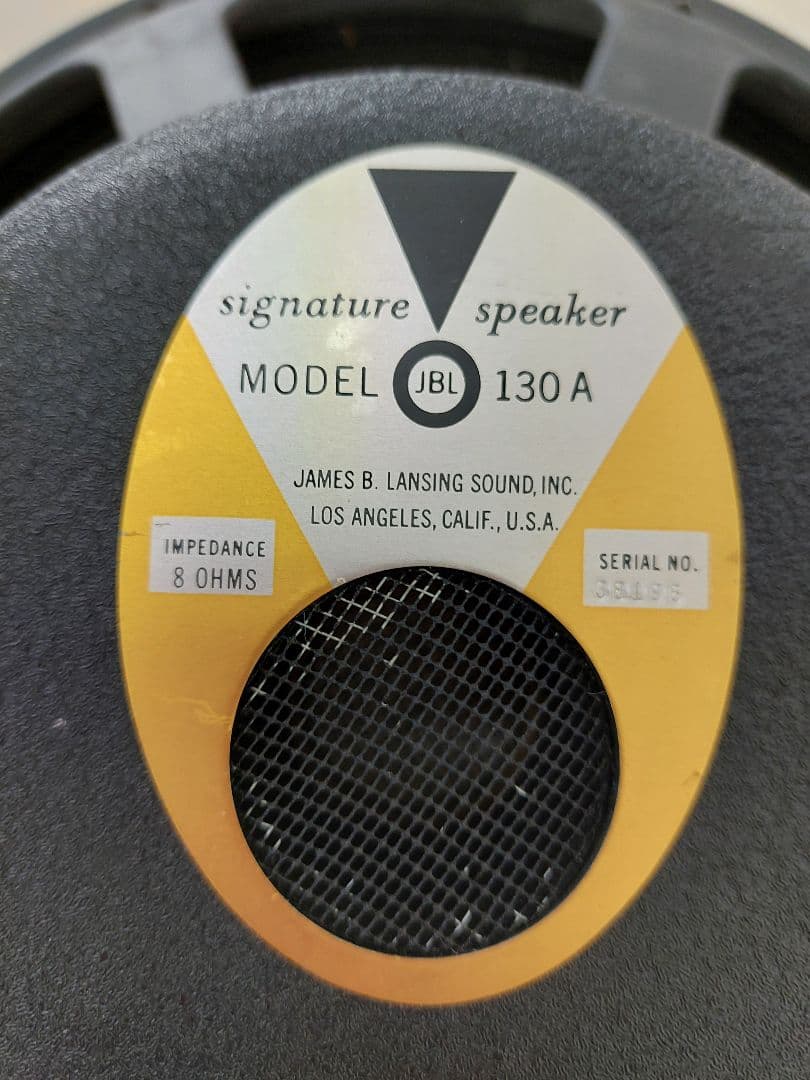 signature speaker
MODEL JBL 130 A
JAMES B. LANSING SOUND, INC.
LOS ANGELES, CALIF., U.S.A.
IMPEDANCE
8 OHMS
SERIAL NO.